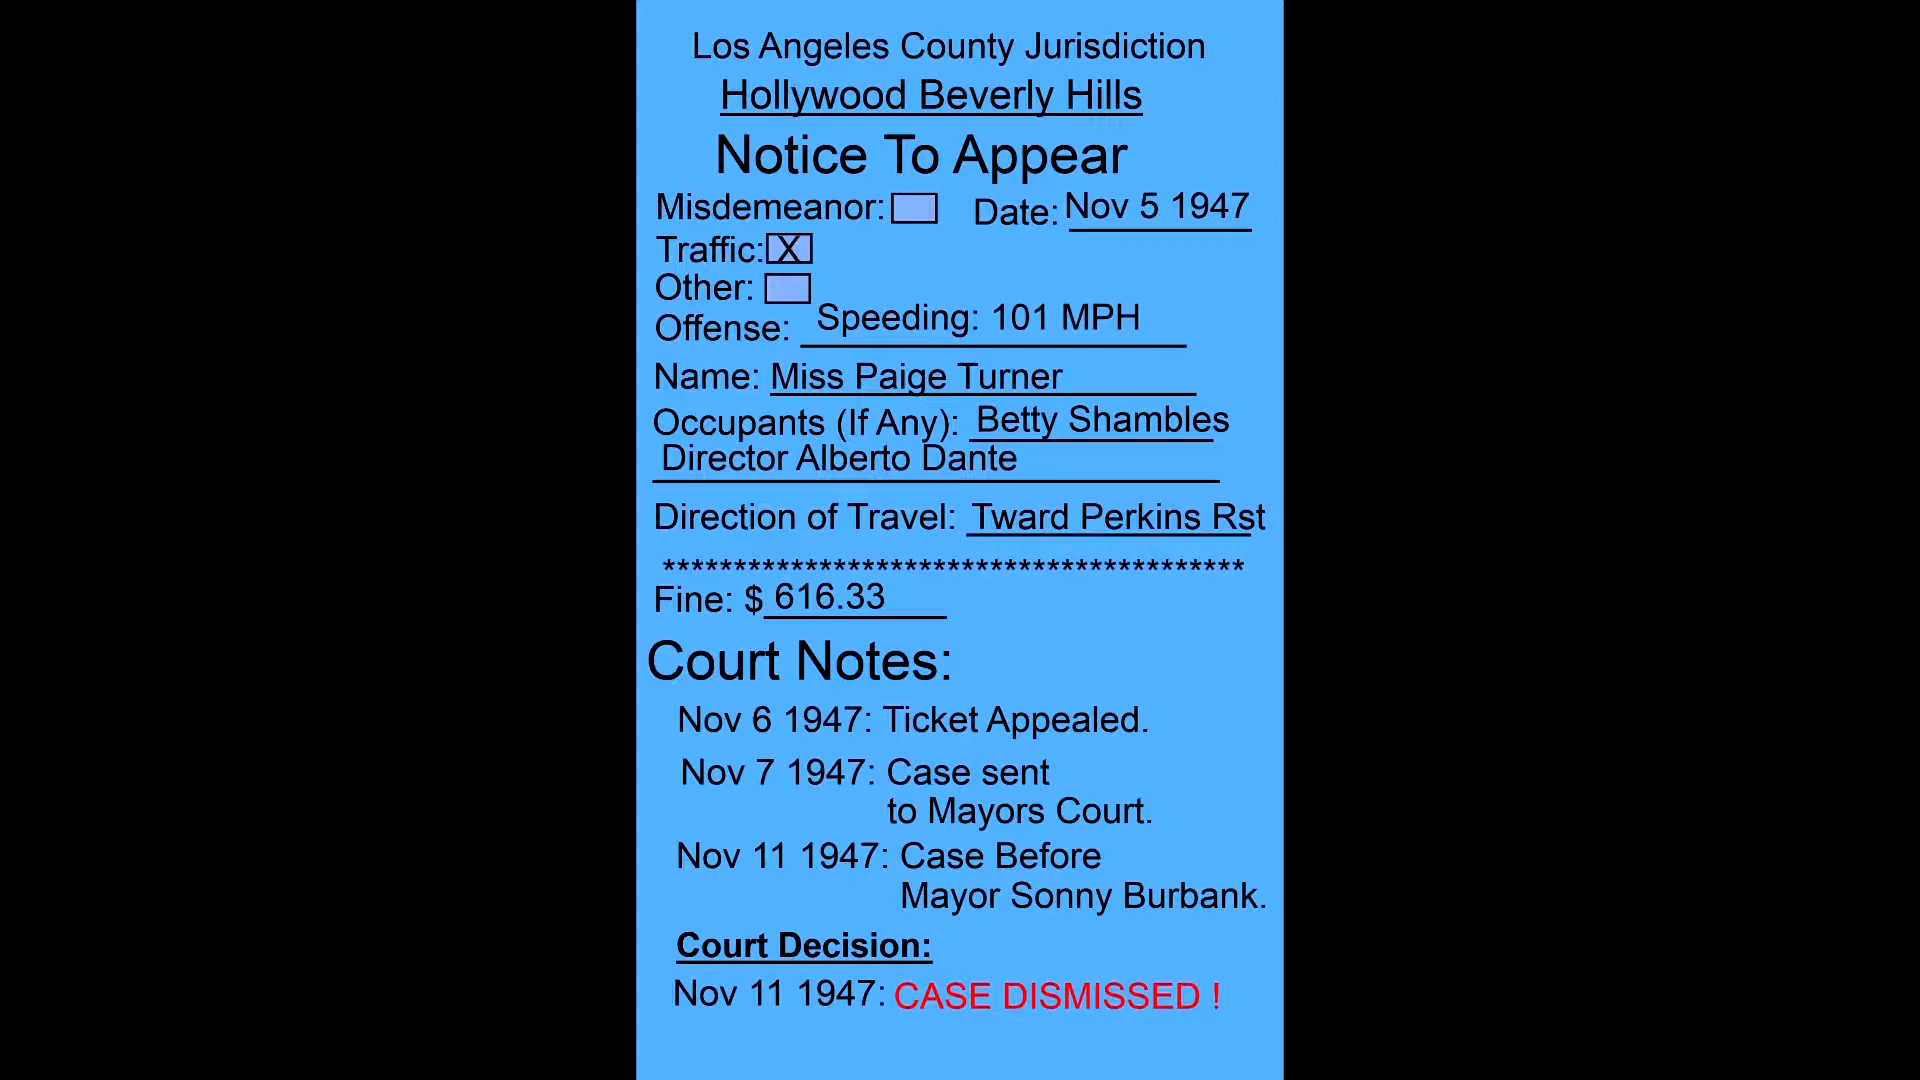 Los Angeles County Jurisdiction
Hollywood Beverly Hills
Notice To Appear
Misdemeanor: Date: Nov 5 1947
Traffic: X
Other:
Offense: Speeding: 101 MPH
Name: Miss Paige Turner
Occupants (If Any): Betty Shambles
Director Alberto Dante
Direction of Travel: Tward Perkins Rst
*****************************************
Fine: $ 616.33
Court Notes:
Nov 6 1947: Ticket Appealed.
Nov 7 1947: Case sent
to Mayors Court.
Nov 11 1947: Case Before
Mayor Sonny Burbank.
Court Decision:
Nov 11 1947: CASE DISMISSED !